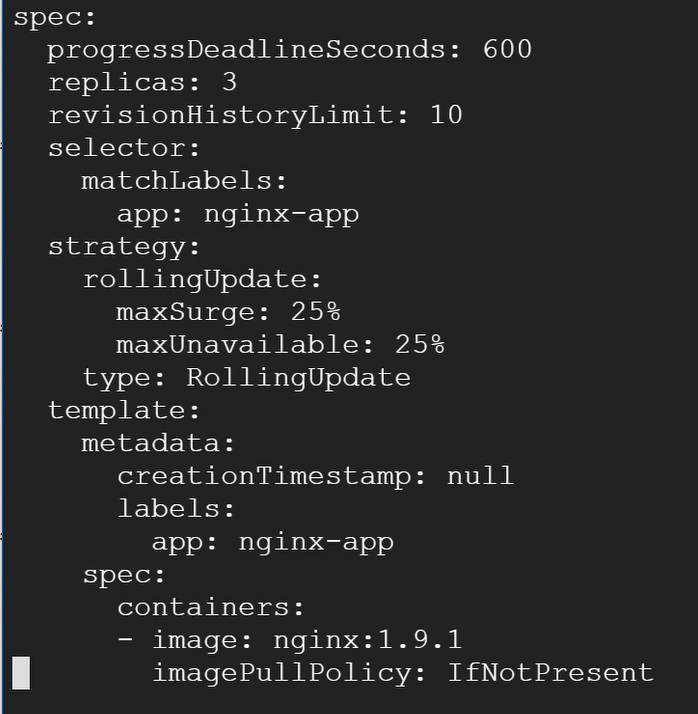 spec:
  progressDeadlineSeconds: 600
  replicas: 3
  revisionHistoryLimit: 10
  selector:
    matchLabels:
      app: nginx-app
  strategy:
    rollingUpdate:
      maxSurge: 25%
      maxUnavailable: 25%
    type: RollingUpdate
  template:
    metadata:
      creationTimestamp: null
      labels:
        app: nginx-app
    spec:
      containers:
      - image: nginx:1.9.1
        imagePullPolicy: IfNotPresent